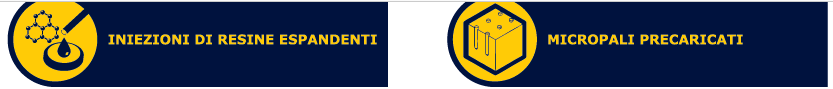 INIEZIONI DI RESINE ESPANDENTI
MICROPALI PRECARICATI